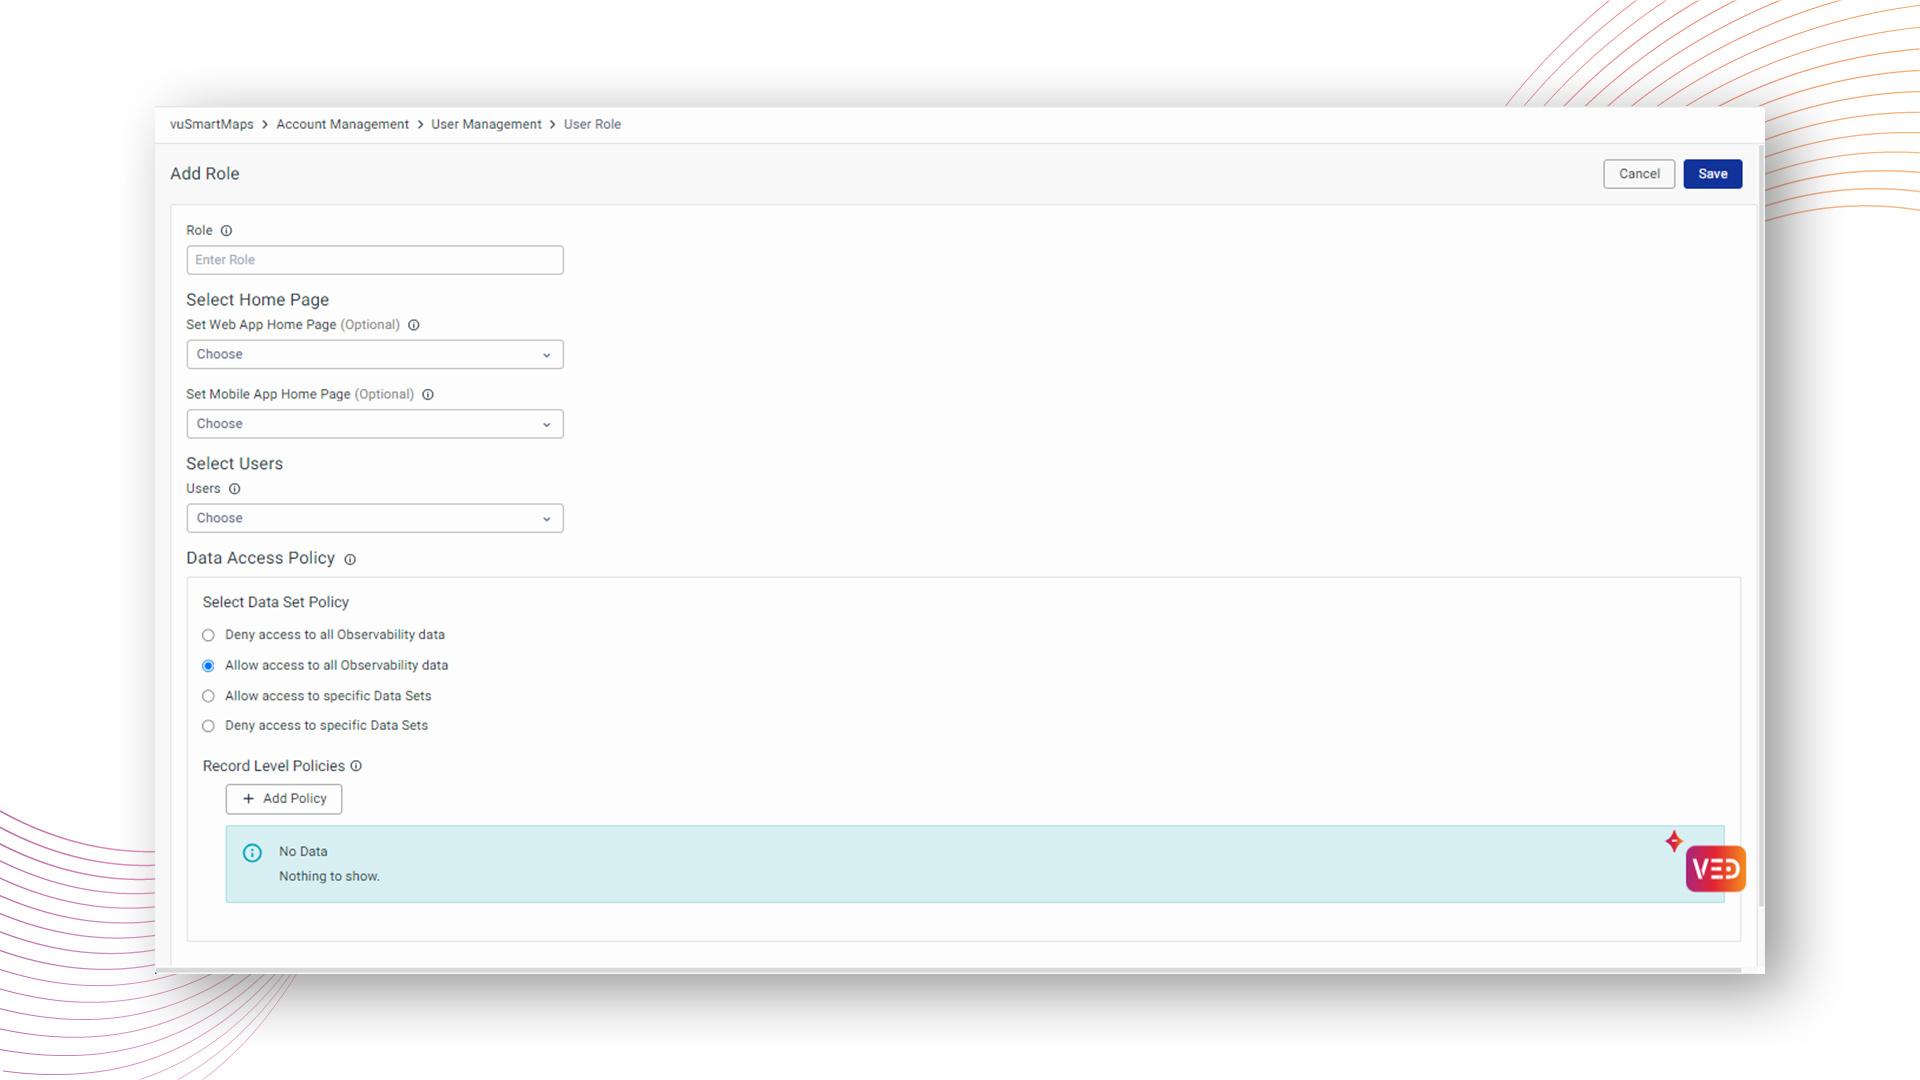 vuSmartMaps > Account Management > User Management > User Role
Add Role
Cancel
Save
Role
Enter Role
Select Home Page
Set Web App Home Page (Optional)
Choose
Set Mobile App Home Page (Optional)
Choose
Select Users
Users
Choose
Data Access Policy
Select Data Set Policy
Deny access to all Observability data
Allow access to all Observability data
Allow access to specific Data Sets
Deny access to specific Data Sets
Record Level Policies
+ Add Policy
No Data
Nothing to show.
VED